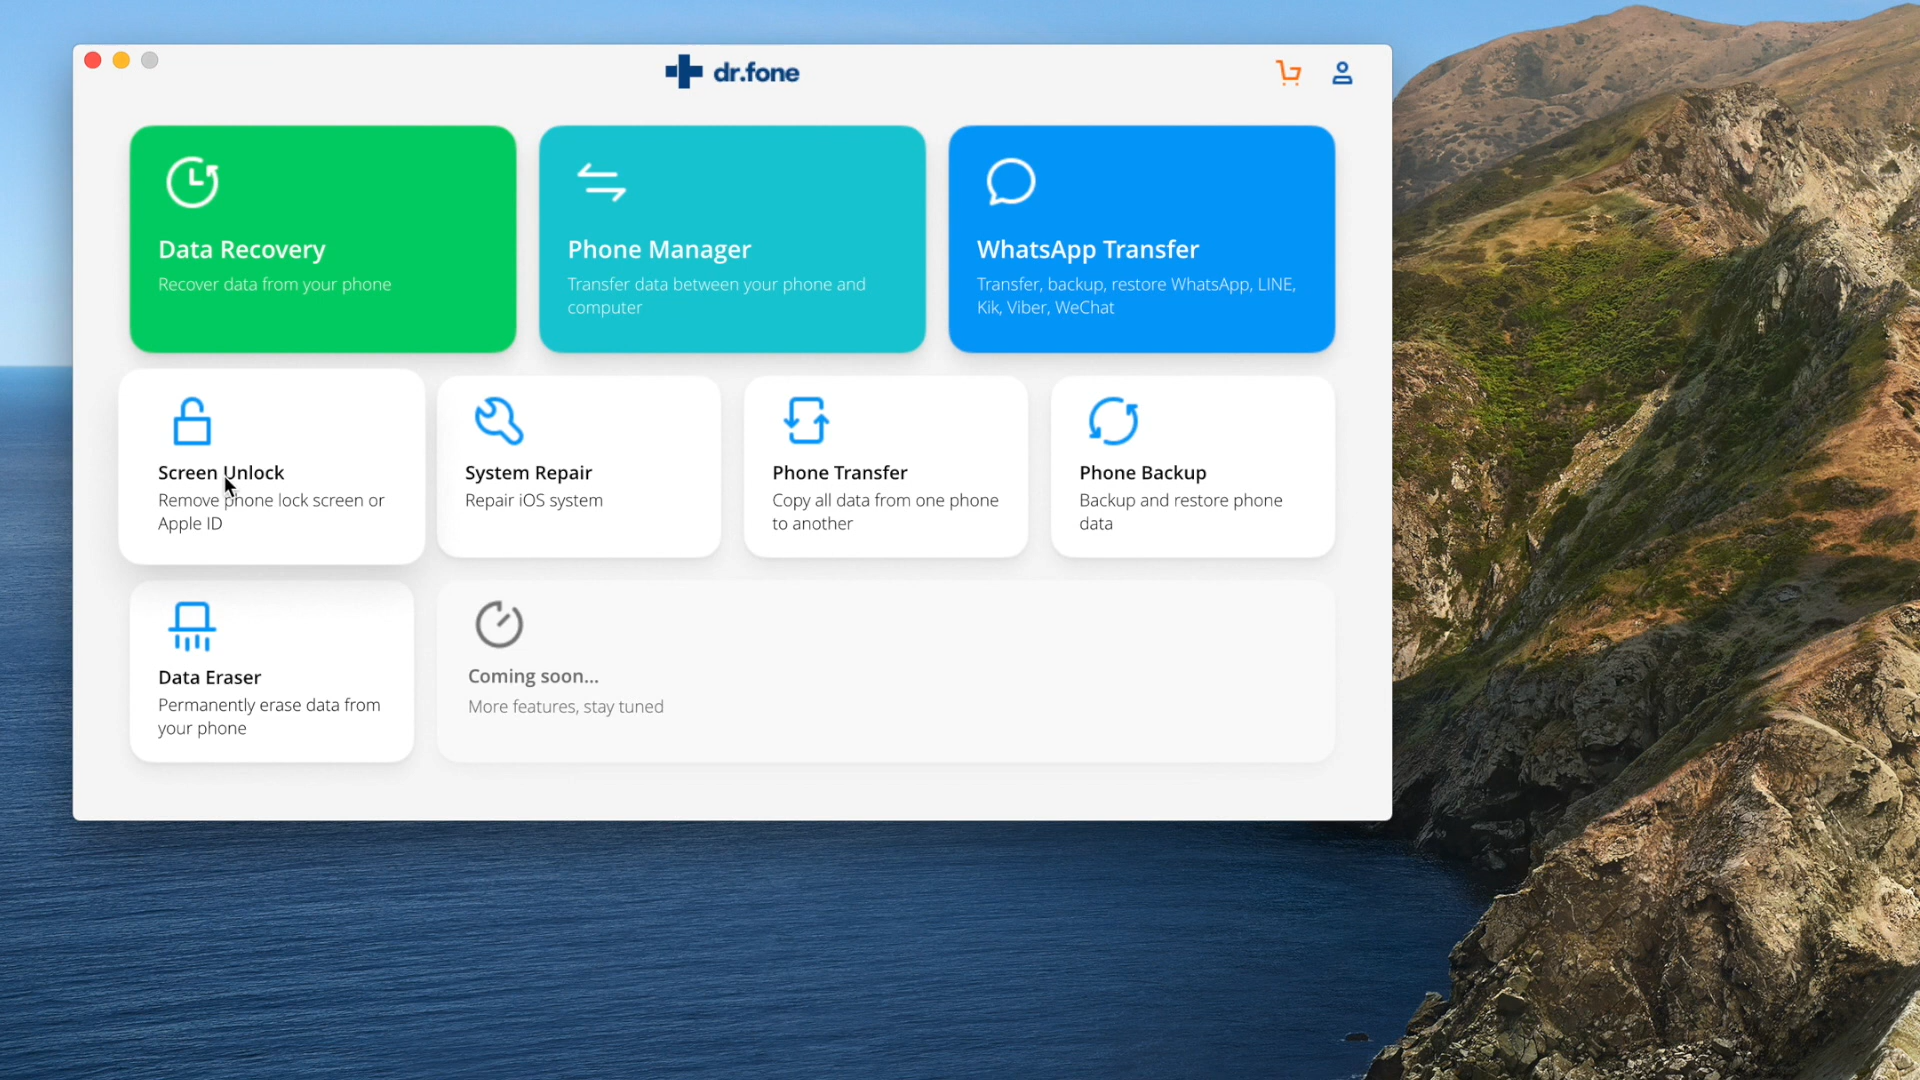 dr.fone
Data Recovery
Recover data from your phone
Phone Manager
Transfer data between your phone and
computer
WhatsApp Transfer
Transfer, backup, restore WhatsApp, LINE,
Kik, Viber, WeChat
Screen Unlock
Remove phone lock screen or
Apple ID
System Repair
Repair iOS system
Phone Transfer
Copy all data from one phone
to another
Phone Backup
Backup and restore phone
data
Data Eraser
Permanently erase data from
your phone
Coming soon...
More features, stay tuned